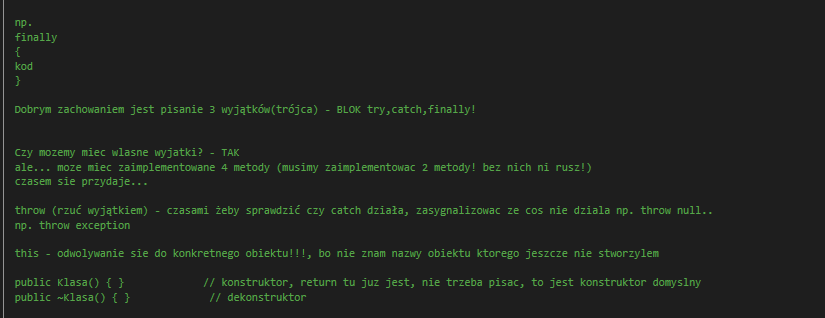 np.
finally
{
kod
}
Dobrym zachowaniem jest pisanie 3 wyjątków(trójca) - BLOK try,catch,finally!
Czy mozemy miec wlasne wyjatki? - TAK
ale... moze miec zaimplementowane 4 metody (musimy zaimplementowac 2 metody! bez nich ni rusz!)
czasem sie przydaje...
throw (rzuć wyjątkiem) - czasami żeby sprawdzić czy catch działa, zasygnalizowac ze cos nie dziala np. throw null..
np. throw exception
this - odwolywanie sie do konkretnego obiektu!!!, bo nie znam nazwy obiektu ktorego jeszcze nie stworzylem
public Klasa() { } // konstruktor, return tu juz jest, nie trzeba pisac, to jest konstruktor domyslny
public ~Klasa() { } // dekonstruktor